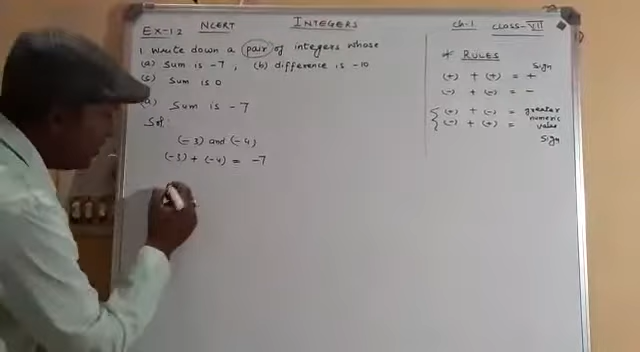 EX-1.2 NCERT INTEGERS Ch-1 CLASS-VII
1. Write down a pair of integers whose
(a) Sum is -7, (b) difference is -10
(c) Sum is 0
(a) Sum is -7
Sol:
(-3) and (-4)
(-3) + (-4) = -7
* RULES
Sign
(+) + (+) = +
(-) + (-) = -
(+) + (-) = greater
(-) + (+) = numeric
value
Sign